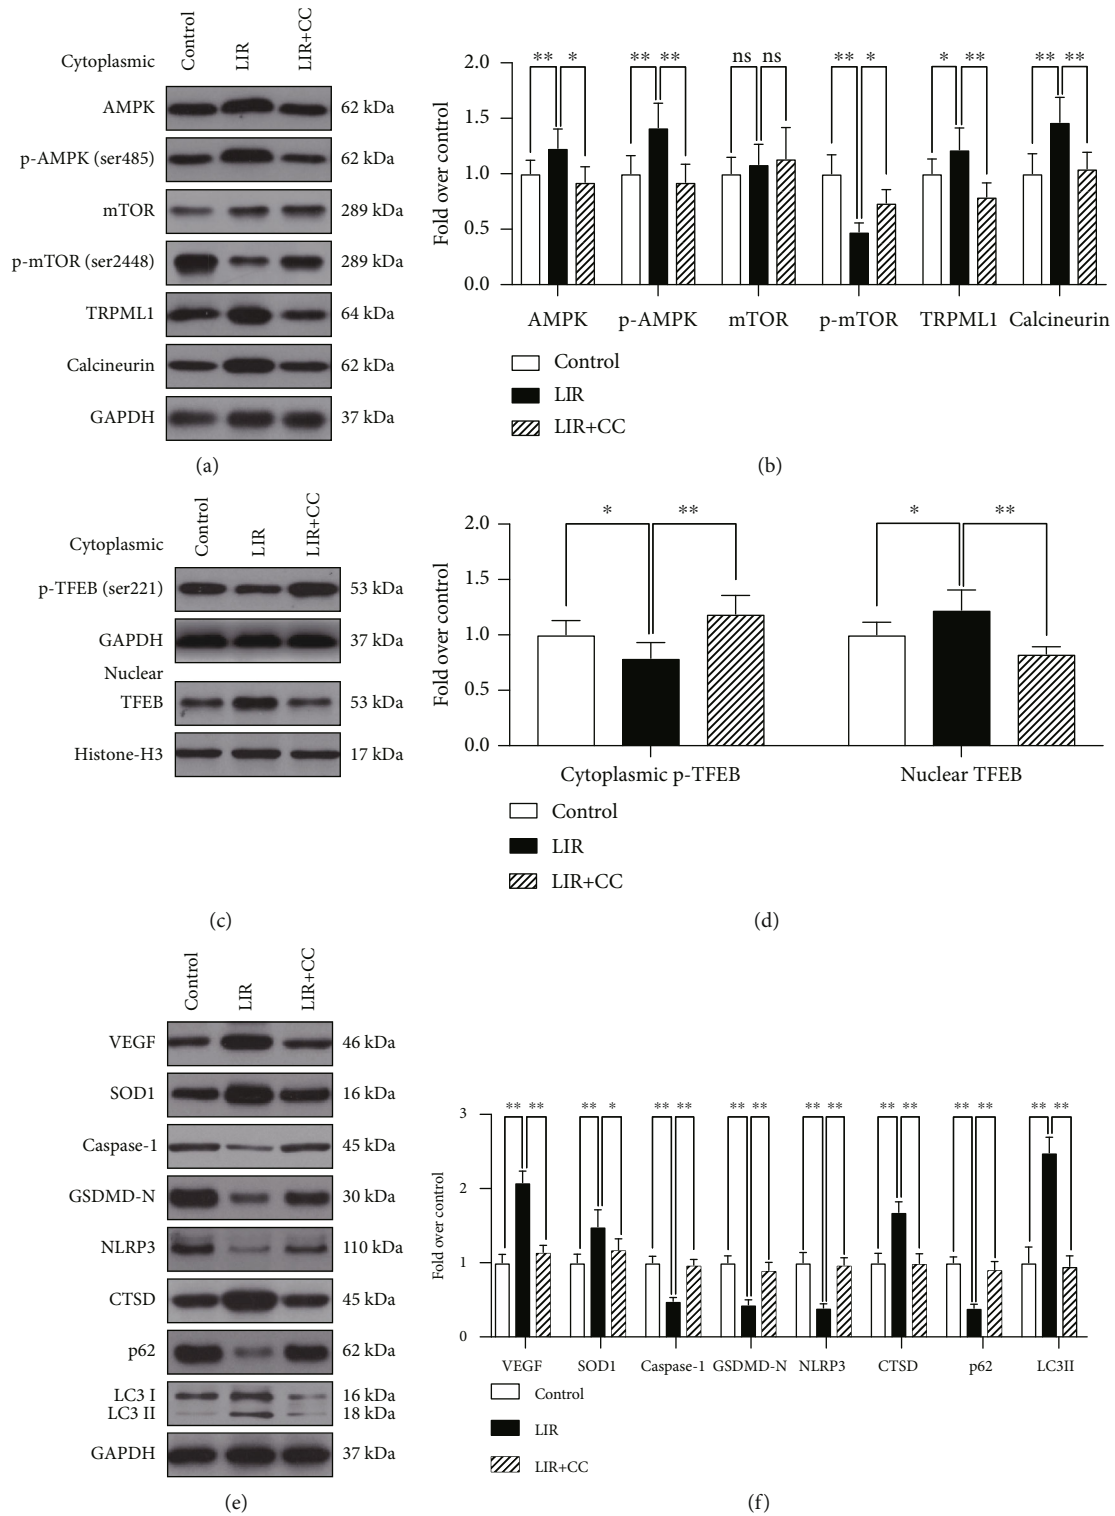 Cytoplasmic
Control
LIR
LIR+CC
AMPK
62 kDa
p-AMPK (ser485)
62 kDa
mTOR
289 kDa
p-mTOR (ser2448)
289 kDa
TRPML1
64 kDa
Calcineurin
62 kDa
GAPDH
37 kDa
(a)
Fold over control
2.0
1.5
1.0
0.5
0.0
** * ** ** ns ns ** * * ** ** **
AMPK p-AMPK mTOR p-mTOR TRPML1 Calcineurin
Control
LIR
LIR+CC
(b)
Cytoplasmic
Control
LIR
LIR+CC
p-TFEB (ser221)
53 kDa
GAPDH
37 kDa
Nuclear
TFEB
53 kDa
Histone-H3
17 kDa
(c)
Fold over control
2.0
1.5
1.0
0.5
0.0
* ** * **
Cytoplasmic p-TFEB Nuclear TFEB
Control
LIR
LIR+CC
(d)
Control
LIR
LIR+CC
VEGF
46 kDa
SOD1
16 kDa
Caspase-1
45 kDa
GSDMD-N
30 kDa
NLRP3
110 kDa
CTSD
45 kDa
p62
62 kDa
LC3 I
16 kDa
LC3 II
18 kDa
GAPDH
37 kDa
(e)
Fold over control
3
2
1
0
** ** ** * ** ** ** ** ** ** ** ** ** ** ** **
VEGF SOD1 Caspase-1 GSDMD-N NLRP3 CTSD p62 LC3II
Control
LIR
LIR+CC
(f)